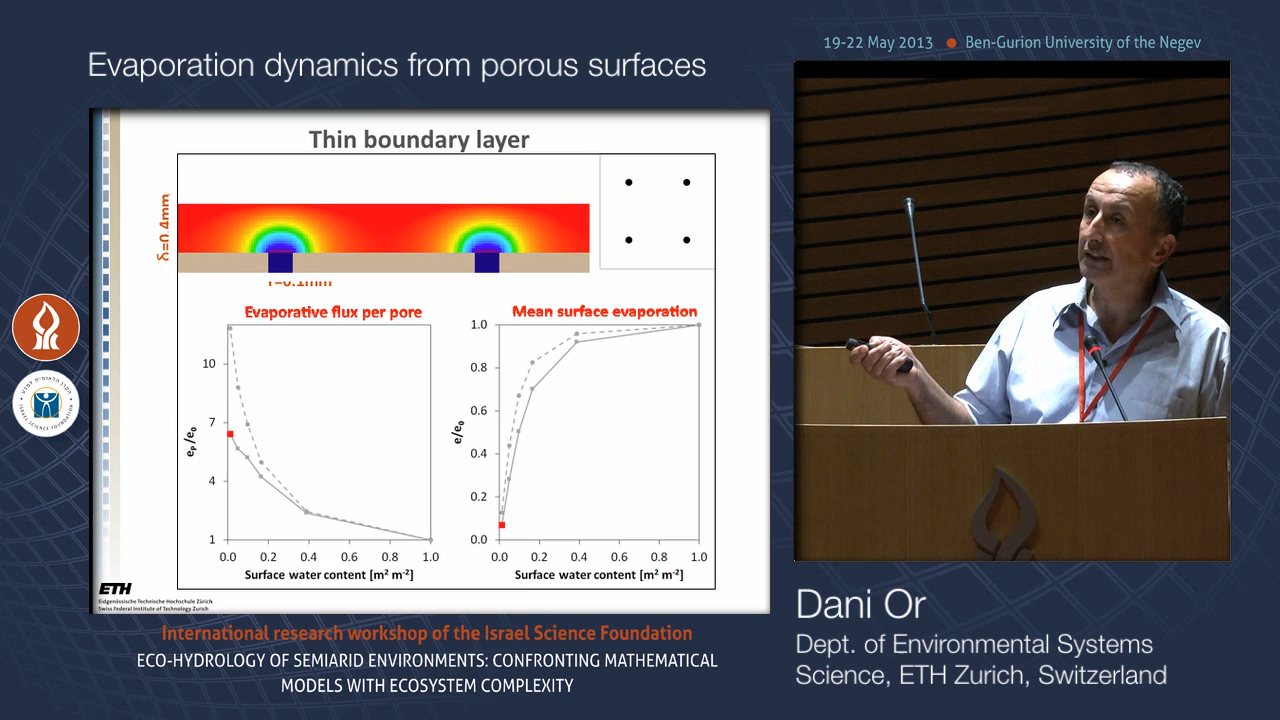 19-22 May 2013 ● Ben-Gurion University of the Negev
Evaporation dynamics from porous surfaces
Thin boundary layer
δ=0.4mm
r=0.1mm
Evaporative flux per pore
Mean surface evaporation
eₚ/e₀
10
7
4
1
0.0 0.2 0.4 0.6 0.8 1.0
Surface water content [m² m⁻²]
e/e₀
1.0
0.8
0.6
0.4
0.2
0.0
0.0 0.2 0.4 0.6 0.8 1.0
Surface water content [m² m⁻²]
ETH
Eidgenössische Technische Hochschule Zürich
Swiss Federal Institute of Technology Zurich
ISRAEL SCIENCE FOUNDATION
International research workshop of the Israel Science Foundation
ECO-HYDROLOGY OF SEMIARID ENVIRONMENTS: CONFRONTING MATHEMATICAL
MODELS WITH ECOSYSTEM COMPLEXITY
Dani Or
Dept. of Environmental Systems
Science, ETH Zurich, Switzerland